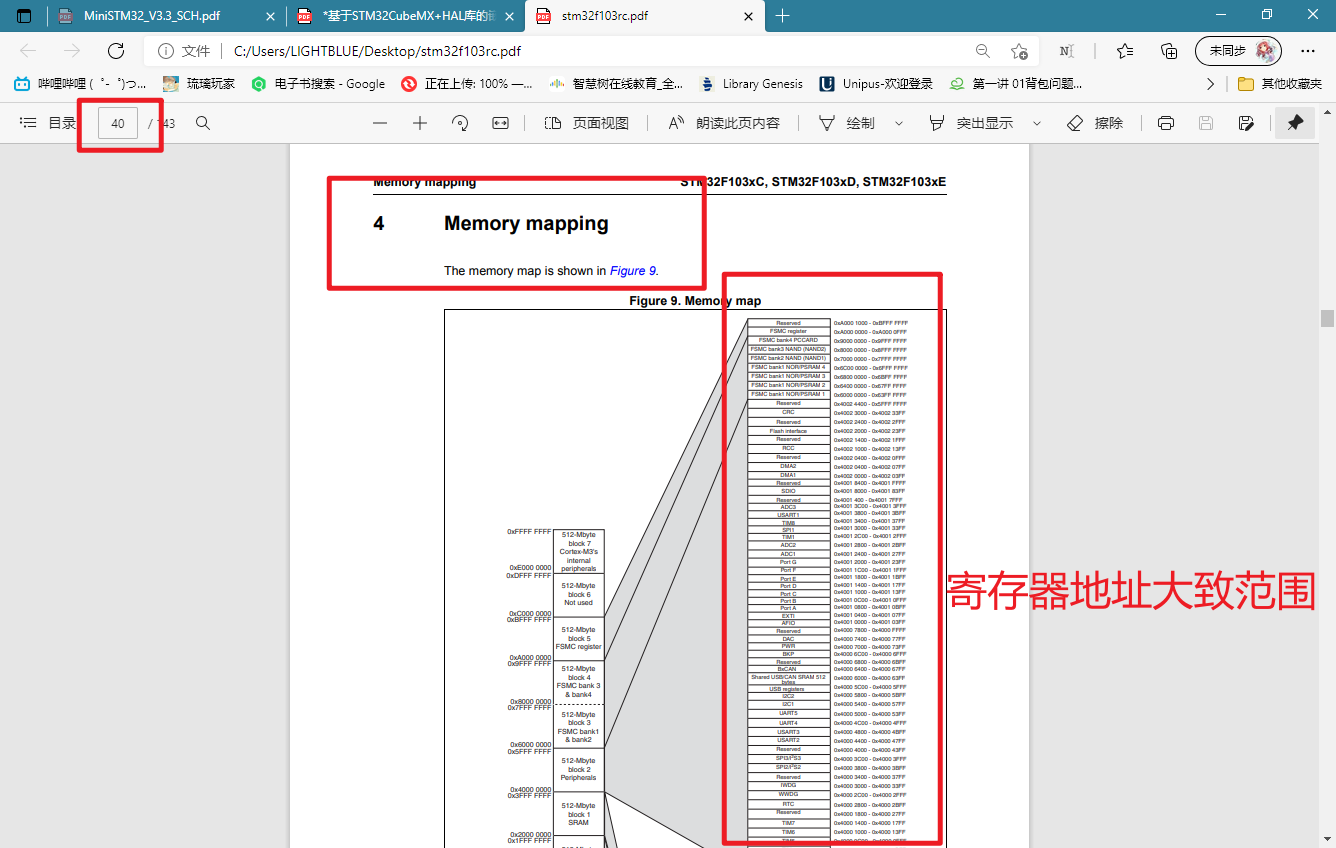 MiniSTM32_V3.3_SCH.pdf
*基于STM32CubeMX+HAL库的
stm32f103rc.pdf
文件
C:/Users/LIGHTBLUE/Desktop/stm32f103rc.pdf
未同步
哔哩哔哩 (゜-゜)つ...
琉璃玩家
电子书搜索 - Google
正在上传: 100% —...
智慧树在线教育_全...
Library Genesis
Unipus-欢迎登录
第一讲 01背包问题...
其他收藏夹
目录
40
/ 143
页面视图
朗读此页内容
绘制
突出显示
擦除
Memory mapping
STM32F103xC, STM32F103xD, STM32F103xE
4 Memory mapping
The memory map is shown in Figure 9.
Figure 9. Memory map
Reserved 0xA000 1000 - 0xBFFF FFFF
FSMC register 0xA000 0000 - 0xA000 0FFF
FSMC bank4 PCCARD 0x9000 0000 - 0x9FFF FFFF
FSMC bank3 NAND (NAND2) 0x8000 0000 - 0x8FFF FFFF
FSMC bank2 NAND (NAND1) 0x7000 0000 - 0x7FFF FFFF
FSMC bank1 NOR/PSRAM 4 0x6C00 0000 - 0x6FFF FFFF
FSMC bank1 NOR/PSRAM 3 0x6800 0000 - 0x6BFF FFFF
FSMC bank1 NOR/PSRAM 2 0x6400 0000 - 0x67FF FFFF
FSMC bank1 NOR/PSRAM 1 0x6000 0000 - 0x63FF FFFF
Reserved 0x4002 4400 - 0x5FFF FFFF
CRC 0x4002 3000 - 0x4002 33FF
Reserved 0x4002 2400 - 0x4002 2FFF
Flash interface 0x4002 2000 - 0x4002 23FF
Reserved 0x4002 1400 - 0x4002 1FFF
RCC 0x4002 1000 - 0x4002 13FF
Reserved 0x4002 0400 - 0x4002 0FFF
DMA2 0x4002 0400 - 0x4002 07FF
DMA1 0x4002 0000 - 0x4002 03FF
Reserved 0x4001 8400 - 0x4001 FFFF
SDIO 0x4001 8000 - 0x4001 83FF
Reserved 0x4001 400 - 0x4001 7FFF
ADC3 0x4001 3C00 - 0x4001 3FFF
USART1 0x4001 3800 - 0x4001 3BFF
TIM8 0x4001 3400 - 0x4001 37FF
SPI1 0x4001 3000 - 0x4001 33FF
TIM1 0x4001 2C00 - 0x4001 2FFF
ADC2 0x4001 2800 - 0x4001 2BFF
ADC1 0x4001 2400 - 0x4001 27FF
Port G 0x4001 2000 - 0x4001 23FF
Port F 0x4001 1C00 - 0x4001 1FFF
Port E 0x4001 1800 - 0x4001 1BFF
Port D 0x4001 1400 - 0x4001 17FF
Port C 0x4001 1000 - 0x4001 13FF
Port B 0x4001 0C00 - 0x4001 0FFF
Port A 0x4001 0800 - 0x4001 0BFF
EXTI 0x4001 0400 - 0x4001 07FF
AFIO 0x4001 0000 - 0x4001 03FF
Reserved 0x4000 7800 - 0x4000 FFFF
DAC 0x4000 7400 - 0x4000 77FF
PWR 0x4000 7000 - 0x4000 73FF
BKP 0x4000 6C00 - 0x4000 6FFF
Reserved 0x4000 6800 - 0x4000 6BFF
BxCAN 0x4000 6400 - 0x4000 67FF
Shared USB/CAN SRAM 512 0x4000 6000 - 0x4000 63FF
bytes
USB registers 0x4000 5C00 - 0x4000 5FFF
I2C2 0x4000 5800 - 0x4000 5BFF
I2C1 0x4000 5400 - 0x4000 57FF
UART5 0x4000 5000 - 0x4000 53FF
UART4 0x4000 4C00 - 0x4000 4FFF
USART3 0x4000 4800 - 0x4000 4BFF
USART2 0x4000 4400 - 0x4000 47FF
Reserved 0x4000 4000 - 0x4000 43FF
SPI3/I²S3 0x4000 3C00 - 0x4000 3FFF
SPI2/I²S2 0x4000 3800 - 0x4000 3BFF
Reserved 0x4000 3400 - 0x4000 37FF
IWDG 0x4000 3000 - 0x4000 33FF
WWDG 0x4000 2C00 - 0x4000 2FFF
RTC 0x4000 2800 - 0x4000 2BFF
Reserved 0x4000 1800 - 0x4000 27FF
TIM7 0x4000 1400 - 0x4000 17FF
TIM6 0x4000 1000 - 0x4000 13FF
0xFFFF FFFF
512-Mbyte
block 7
Cortex-M3's
internal
peripherals
0xE000 0000
0xDFFF FFFF
512-Mbyte
block 6
Not used
0xC000 0000
0xBFFF FFFF
512-Mbyte
block 5
FSMC register
0xA000 0000
0x9FFF FFFF
512-Mbyte
block 4
FSMC bank 3
& bank4
0x8000 0000
0x7FFF FFFF
512-Mbyte
block 3
FSMC bank1
& bank2
0x6000 0000
0x5FFF FFFF
512-Mbyte
block 2
Peripherals
0x4000 0000
0x3FFF FFFF
512-Mbyte
block 1
SRAM
0x2000 0000
0x1FFF FFFF
寄存器地址大致范围